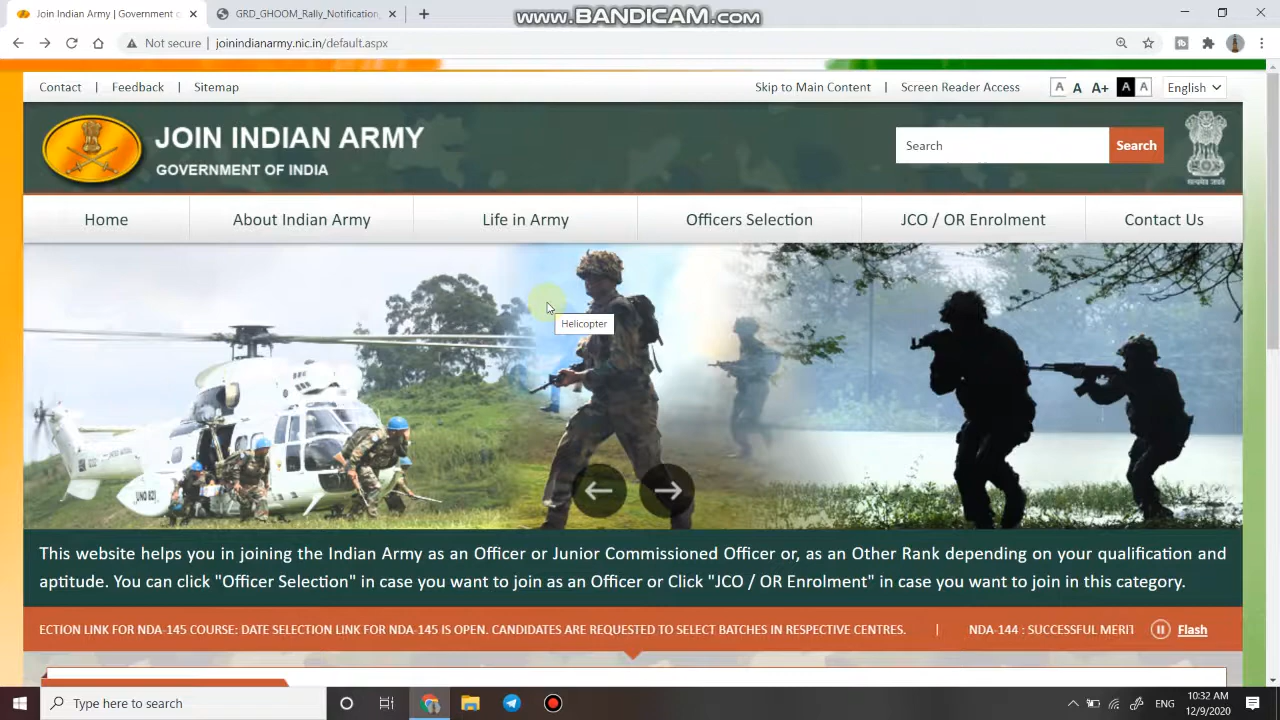 www.BANDICAM.com
Join Indian Army | Government o
GRD_GHOOM_Rally_Notification
Not secure | joinindianarmy.nic.in/default.aspx
Contact | Feedback | Sitemap
Skip to Main Content | Screen Reader Access
A A A+ A A English
JOIN INDIAN ARMY
GOVERNMENT OF INDIA
Search Search
सत्यमेव जयते
Home About Indian Army Life in Army Officers Selection JCO / OR Enrolment Contact Us
Helicopter
UNO 821
This website helps you in joining the Indian Army as an Officer or Junior Commissioned Officer or, as an Other Rank depending on your qualification and
aptitude. You can click "Officer Selection" in case you want to join as an Officer or Click "JCO / OR Enrolment" in case you want to join in this category.
ECTION LINK FOR NDA-145 COURSE: DATE SELECTION LINK FOR NDA-145 IS OPEN. CANDIDATES ARE REQUESTED TO SELECT BATCHES IN RESPECTIVE CENTRES. | NDA-144 : SUCCESSFUL MERIT Flash
Type here to search
ENG
10:32 AM
12/9/2020